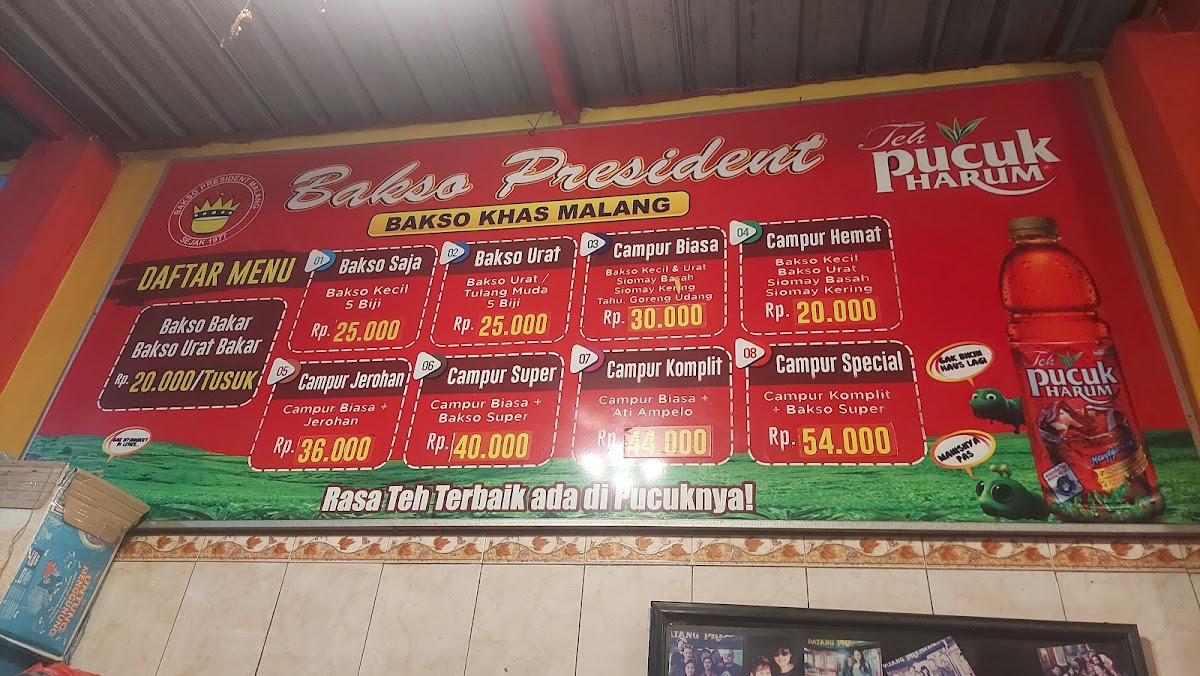 Bakso President
BAKSO KHAS MALANG
BAKSO PRESIDENT MALANG
SEJAK 1977
Teh
pucuk
HARUM
DAFTAR MENU
Bakso Bakar
Bakso Urat Bakar
Rp. 20.000/TUSUK
01 Bakso Saja
Bakso Kecil
5 Biji
Rp. 25.000
02 Bakso Urat
Bakso Urat /
Tulang Muda
5 Biji
Rp. 25.000
03 Campur Biasa
Bakso Kecil & Urat
Siomay Basah
Siomay Kering
Tahu, Goreng Udang
Rp. 30.000
04 Campur Hemat
Bakso Kecil
Bakso Urat
Siomay Basah
Siomay Kering
Rp. 20.000
05 Campur Jerohan
Campur Biasa +
Jerohan
Rp. 36.000
06 Campur Super
Campur Biasa +
Bakso Super
Rp. 40.000
07 Campur Komplit
Campur Biasa +
Ati Ampelo
Rp. 44.000
08 Campur Special
Campur Komplit
+ Bakso Super
Rp. 54.000
GAK BIKIN
HAUS LAGI
MANISNYA
PAS
Teh
pucuk
HARUM
Rasa Teh Terbaik ada di Pucuknya!